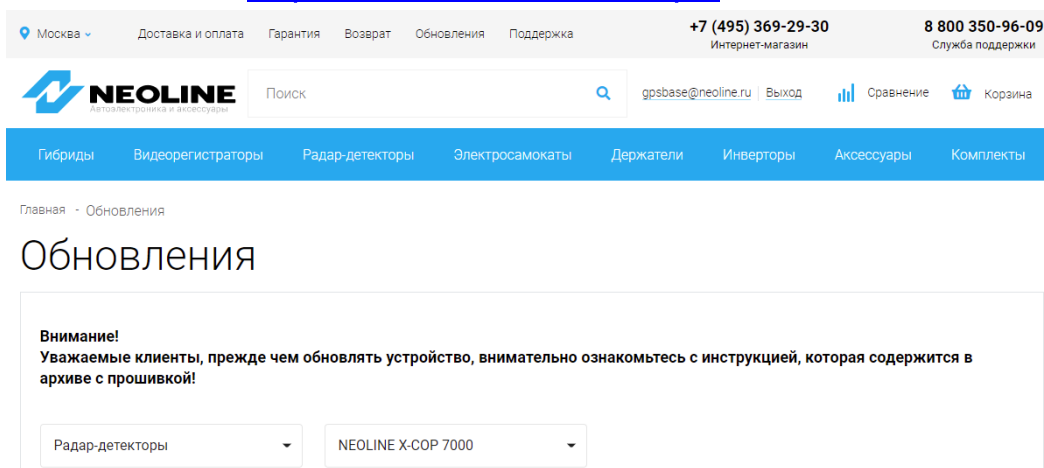 Москва
Доставка и оплата
Гарантия
Возврат
Обновления
Поддержка
+7 (495) 369-29-30
Интернет-магазин
8 800 350-96-09
Служба поддержки
NEOLINE
Автоэлектроника и аксессуары
Поиск
gpsbase@neoline.ru
Выход
Сравнение
Корзина
Гибриды
Видеорегистраторы
Радар-детекторы
Электросамокаты
Держатели
Инверторы
Аксессуары
Комплекты
Главная - Обновления
Обновления
Внимание!
Уважаемые клиенты, прежде чем обновлять устройство, внимательно ознакомьтесь с инструкцией, которая содержится в
архиве с прошивкой!
Радар-детекторы
NEOLINE X-COP 7000